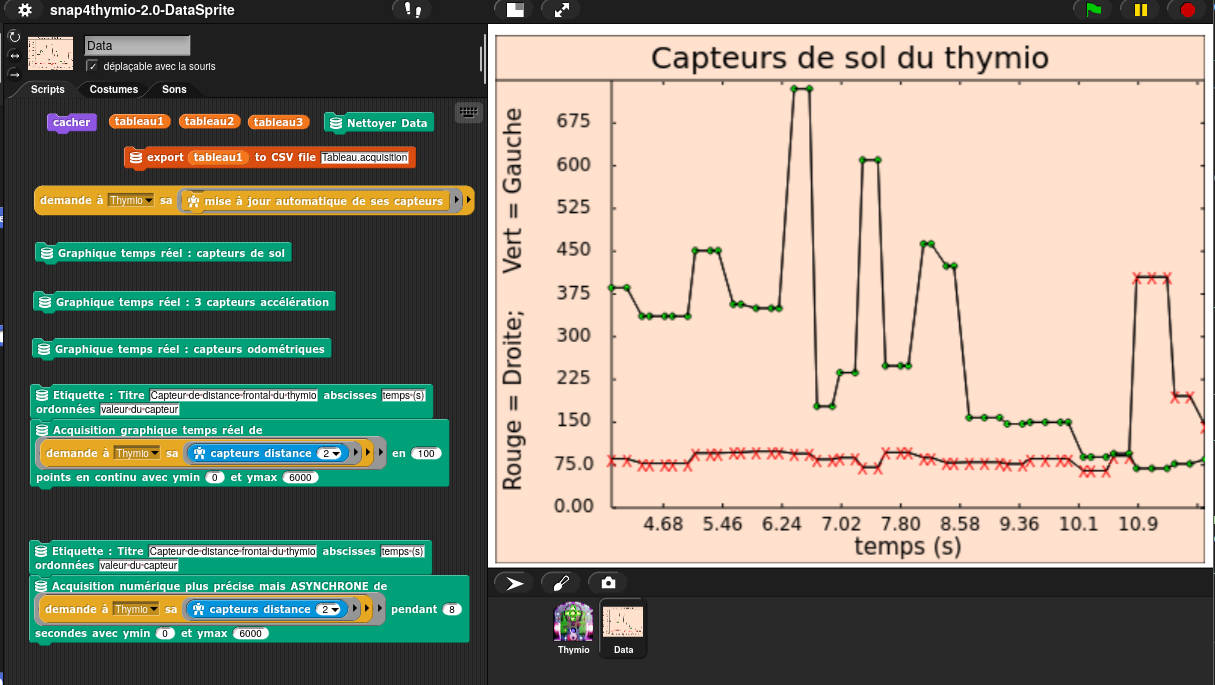 snap4thymio-2.0-DataSprite
Data
déplaçable avec la souris
Scripts Costumes Sons
cacher tableau1 tableau2 tableau3 Nettoyer Data
export tableau1 to CSV file Tableau.acquisition
demande à Thymio sa mise à jour automatique de ses capteurs
Graphique temps réel : capteurs de sol
Graphique temps réel : 3 capteurs accélération
Graphique temps réel : capteurs odométriques
Etiquette : Titre Capteur·de·distance·frontal·du·thymio abscisses temps·(s)
ordonnées valeur·du·capteur
Acquisition graphique temps réel de
demande à Thymio sa capteurs distance 2 en 100
points en continu avec ymin 0 et ymax 6000
Etiquette : Titre Capteur·de·distance·frontal·du·thymio abscisses temps·(s)
ordonnées valeur·du·capteur
Acquisition numérique plus précise mais ASYNCHRONE de
demande à Thymio sa capteurs distance 2 pendant 8
secondes avec ymin 0 et ymax 6000
Capteurs de sol du thymio
Rouge = Droite; Vert = Gauche
675
600
525
450
375
300
225
150
75.0
0.00
4.68 5.46 6.24 7.02 7.80 8.58 9.36 10.1 10.9
temps (s)
Thymio Data